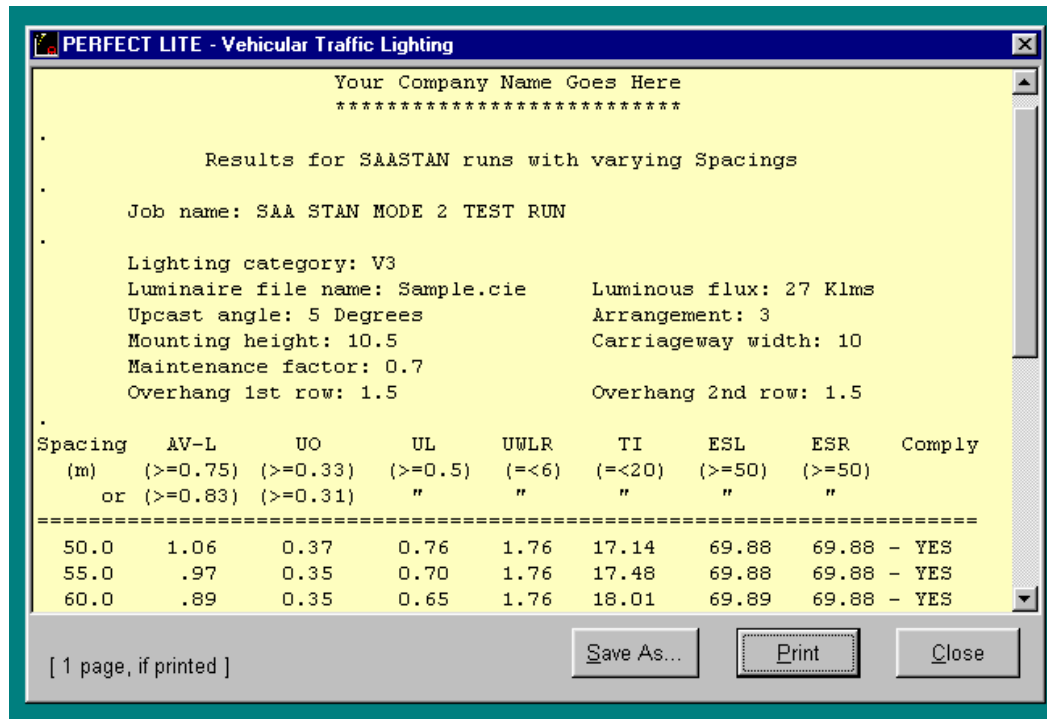 PERFECT LITE - Vehicular Traffic Lighting
Your Company Name Goes Here
***************************
.
Results for SAASTAN runs with varying Spacings
.
Job name: SAA STAN MODE 2 TEST RUN
.
Lighting category: V3
Luminaire file name: Sample.cie Luminous flux: 27 Klms
Upcast angle: 5 Degrees Arrangement: 3
Mounting height: 10.5 Carriageway width: 10
Maintenance factor: 0.7
Overhang 1st row: 1.5 Overhang 2nd row: 1.5
.
Spacing AV-L UO UL UWLR TI ESL ESR Comply
(m) (>=0.75) (>=0.33) (>=0.5) (=<6) (=<20) (>=50) (>=50)
or (>=0.83) (>=0.31) " " " " "
=========================================================================
50.0 1.06 0.37 0.76 1.76 17.14 69.88 69.88 - YES
55.0 .97 0.35 0.70 1.76 17.48 69.88 69.88 - YES
60.0 .89 0.35 0.65 1.76 18.01 69.89 69.88 - YES
[ 1 page, if printed ] Save As... Print Close